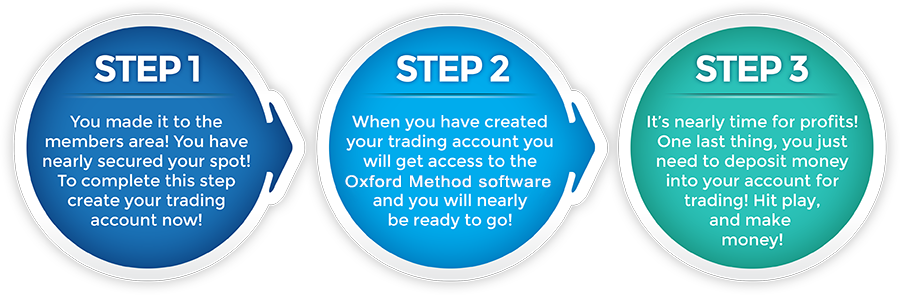 STEP 1
You made it to the
members area! You have
nearly secured your spot!
To complete this step
create your trading
account now!
STEP 2
When you have created
your trading account you
will get access to the
Oxford Method software
and you will nearly
be ready to go!
STEP 3
It's nearly time for profits!
One last thing, you just
need to deposit money
into your account for
trading! Hit play,
and make
money!